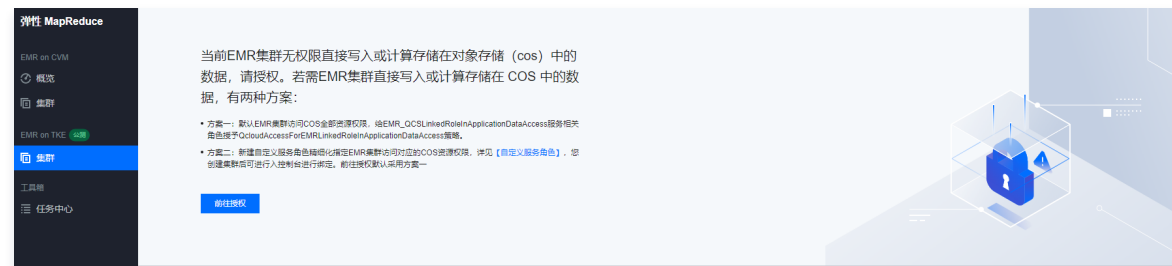 弹性 MapReduce
EMR on CVM
概览
集群
EMR on TKE 公测
集群
工具箱
任务中心
当前EMR集群无权限直接写入或计算存储在对象存储（cos）中的
数据，请授权。若需EMR集群直接写入或计算存储在 COS 中的数
据，有两种方案：
• 方案一：默认EMR集群访问COS全部资源权限，给EMR_QCSLinkedRoleInApplicationDataAccess服务相关
角色授予QcloudAccessForEMRLinkedRoleInApplicationDataAccess策略。
• 方案二：新建自定义服务角色精细化指定EMR集群访问对应的COS资源权限，详见【自定义服务角色】，您
创建集群后可进行入控制台进行绑定。前往授权默认采用方案一
前往授权